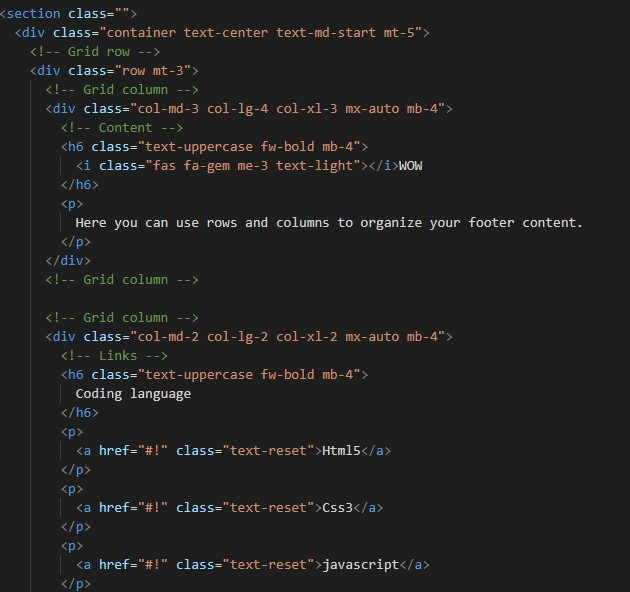 <section class="">
<div class="container text-center text-md-start mt-5">
<!-- Grid row -->
<div class="row mt-3">
<!-- Grid column -->
<div class="col-md-3 col-lg-4 col-xl-3 mx-auto mb-4">
<!-- Content -->
<h6 class="text-uppercase fw-bold mb-4">
<i class="fas fa-gem me-3 text-light"></i>WOW
</h6>
<p>
Here you can use rows and columns to organize your footer content.
</p>
</div>
<!-- Grid column -->
<!-- Grid column -->
<div class="col-md-2 col-lg-2 col-xl-2 mx-auto mb-4">
<!-- Links -->
<h6 class="text-uppercase fw-bold mb-4">
Coding language
</h6>
<p>
<a href="#!" class="text-reset">Html5</a>
</p>
<p>
<a href="#!" class="text-reset">Css3</a>
</p>
<p>
<a href="#!" class="text-reset">javascript</a>
</p>